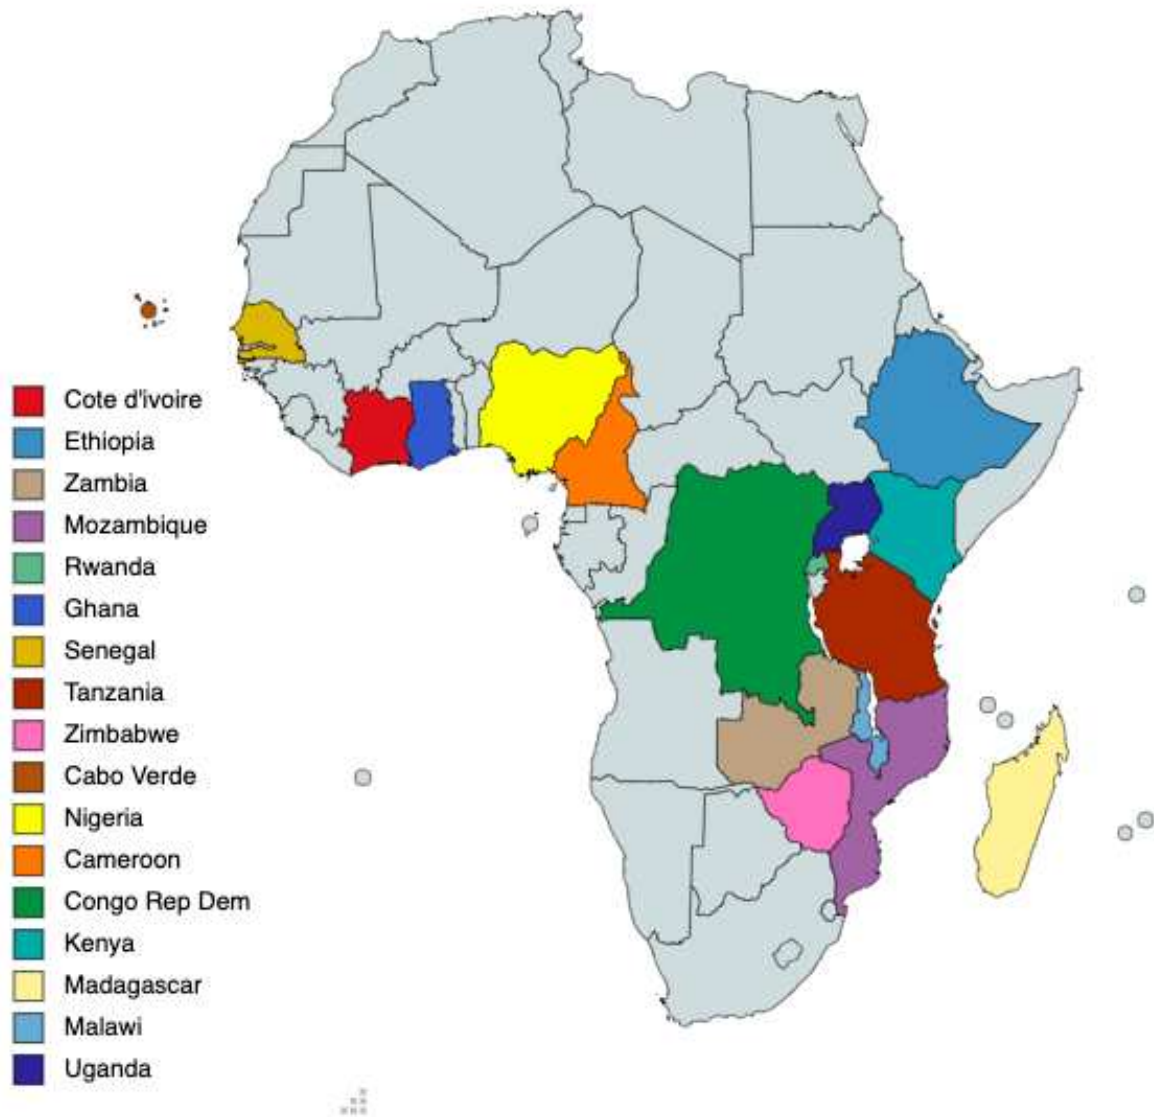 Cote d'ivoire
Ethiopia
Zambia
Mozambique
Rwanda
Ghana
Senegal
Tanzania
Zimbabwe
Cabo Verde
Nigeria
Cameroon
Congo Rep Dem
Kenya
Madagascar
Malawi
Uganda